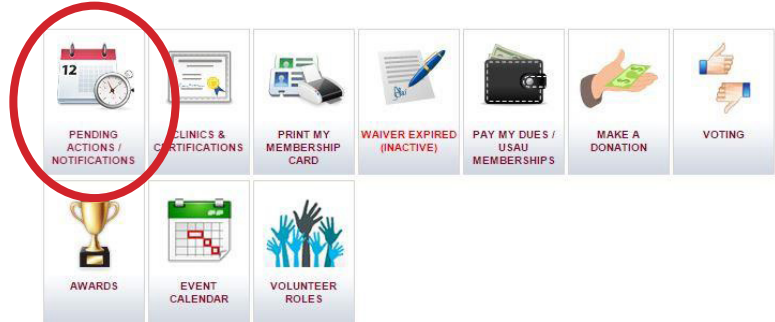 12
PENDING
ACTIONS /
NOTIFICATIONS
CLINICS &
CERTIFICATIONS
PRINT MY
MEMBERSHIP
CARD
WAIVER EXPIRED
(INACTIVE)
PAY MY DUES /
USAU
MEMBERSHIPS
MAKE A
DONATION
VOTING
AWARDS
EVENT
CALENDAR
VOLUNTEER
ROLES